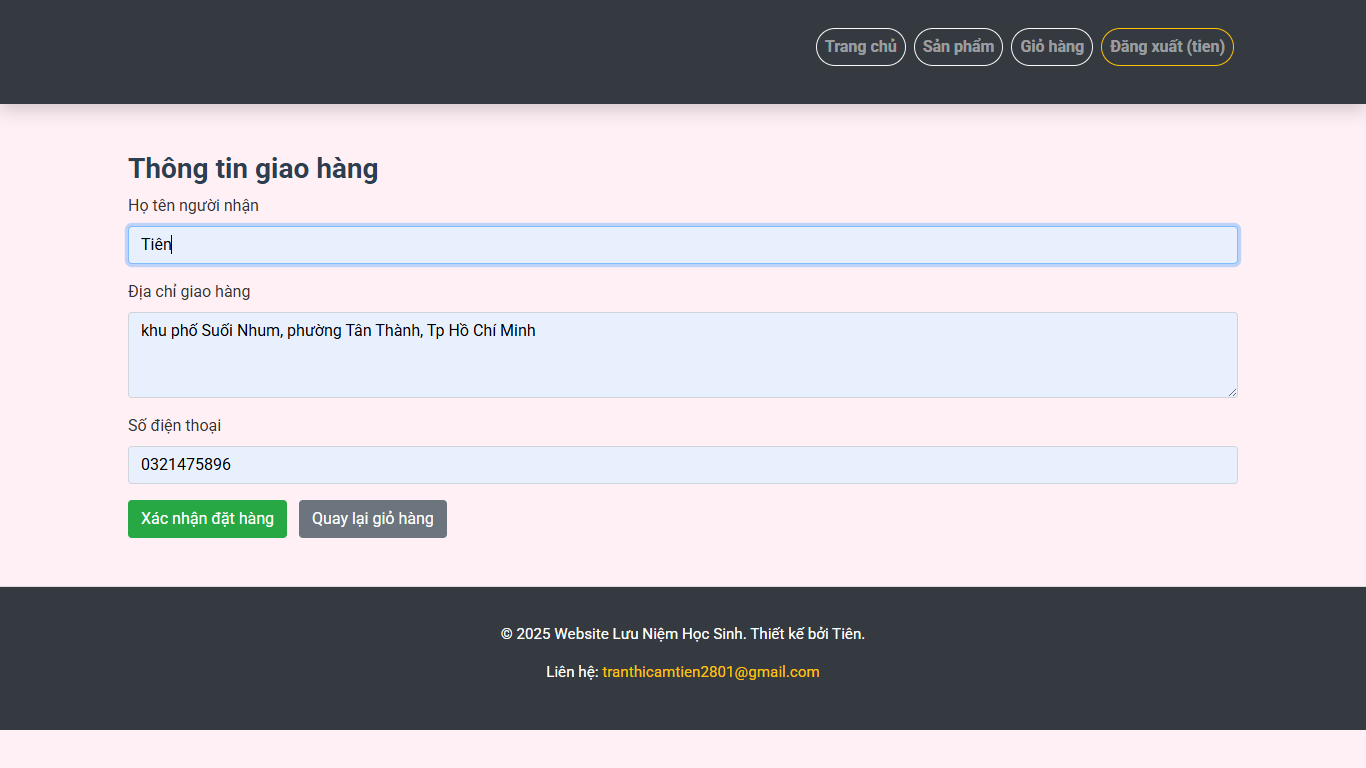 Trang chủ Sản phẩm Giỏ hàng Đăng xuất (tien)
Thông tin giao hàng
Họ tên người nhận
Tiên
Địa chỉ giao hàng
khu phố Suối Nhum, phường Tân Thành, Tp Hồ Chí Minh
Số điện thoại
0321475896
Xác nhận đặt hàng Quay lại giỏ hàng
© 2025 Website Lưu Niệm Học Sinh. Thiết kế bởi Tiên.
Liên hệ: tranthicamtien2801@gmail.com